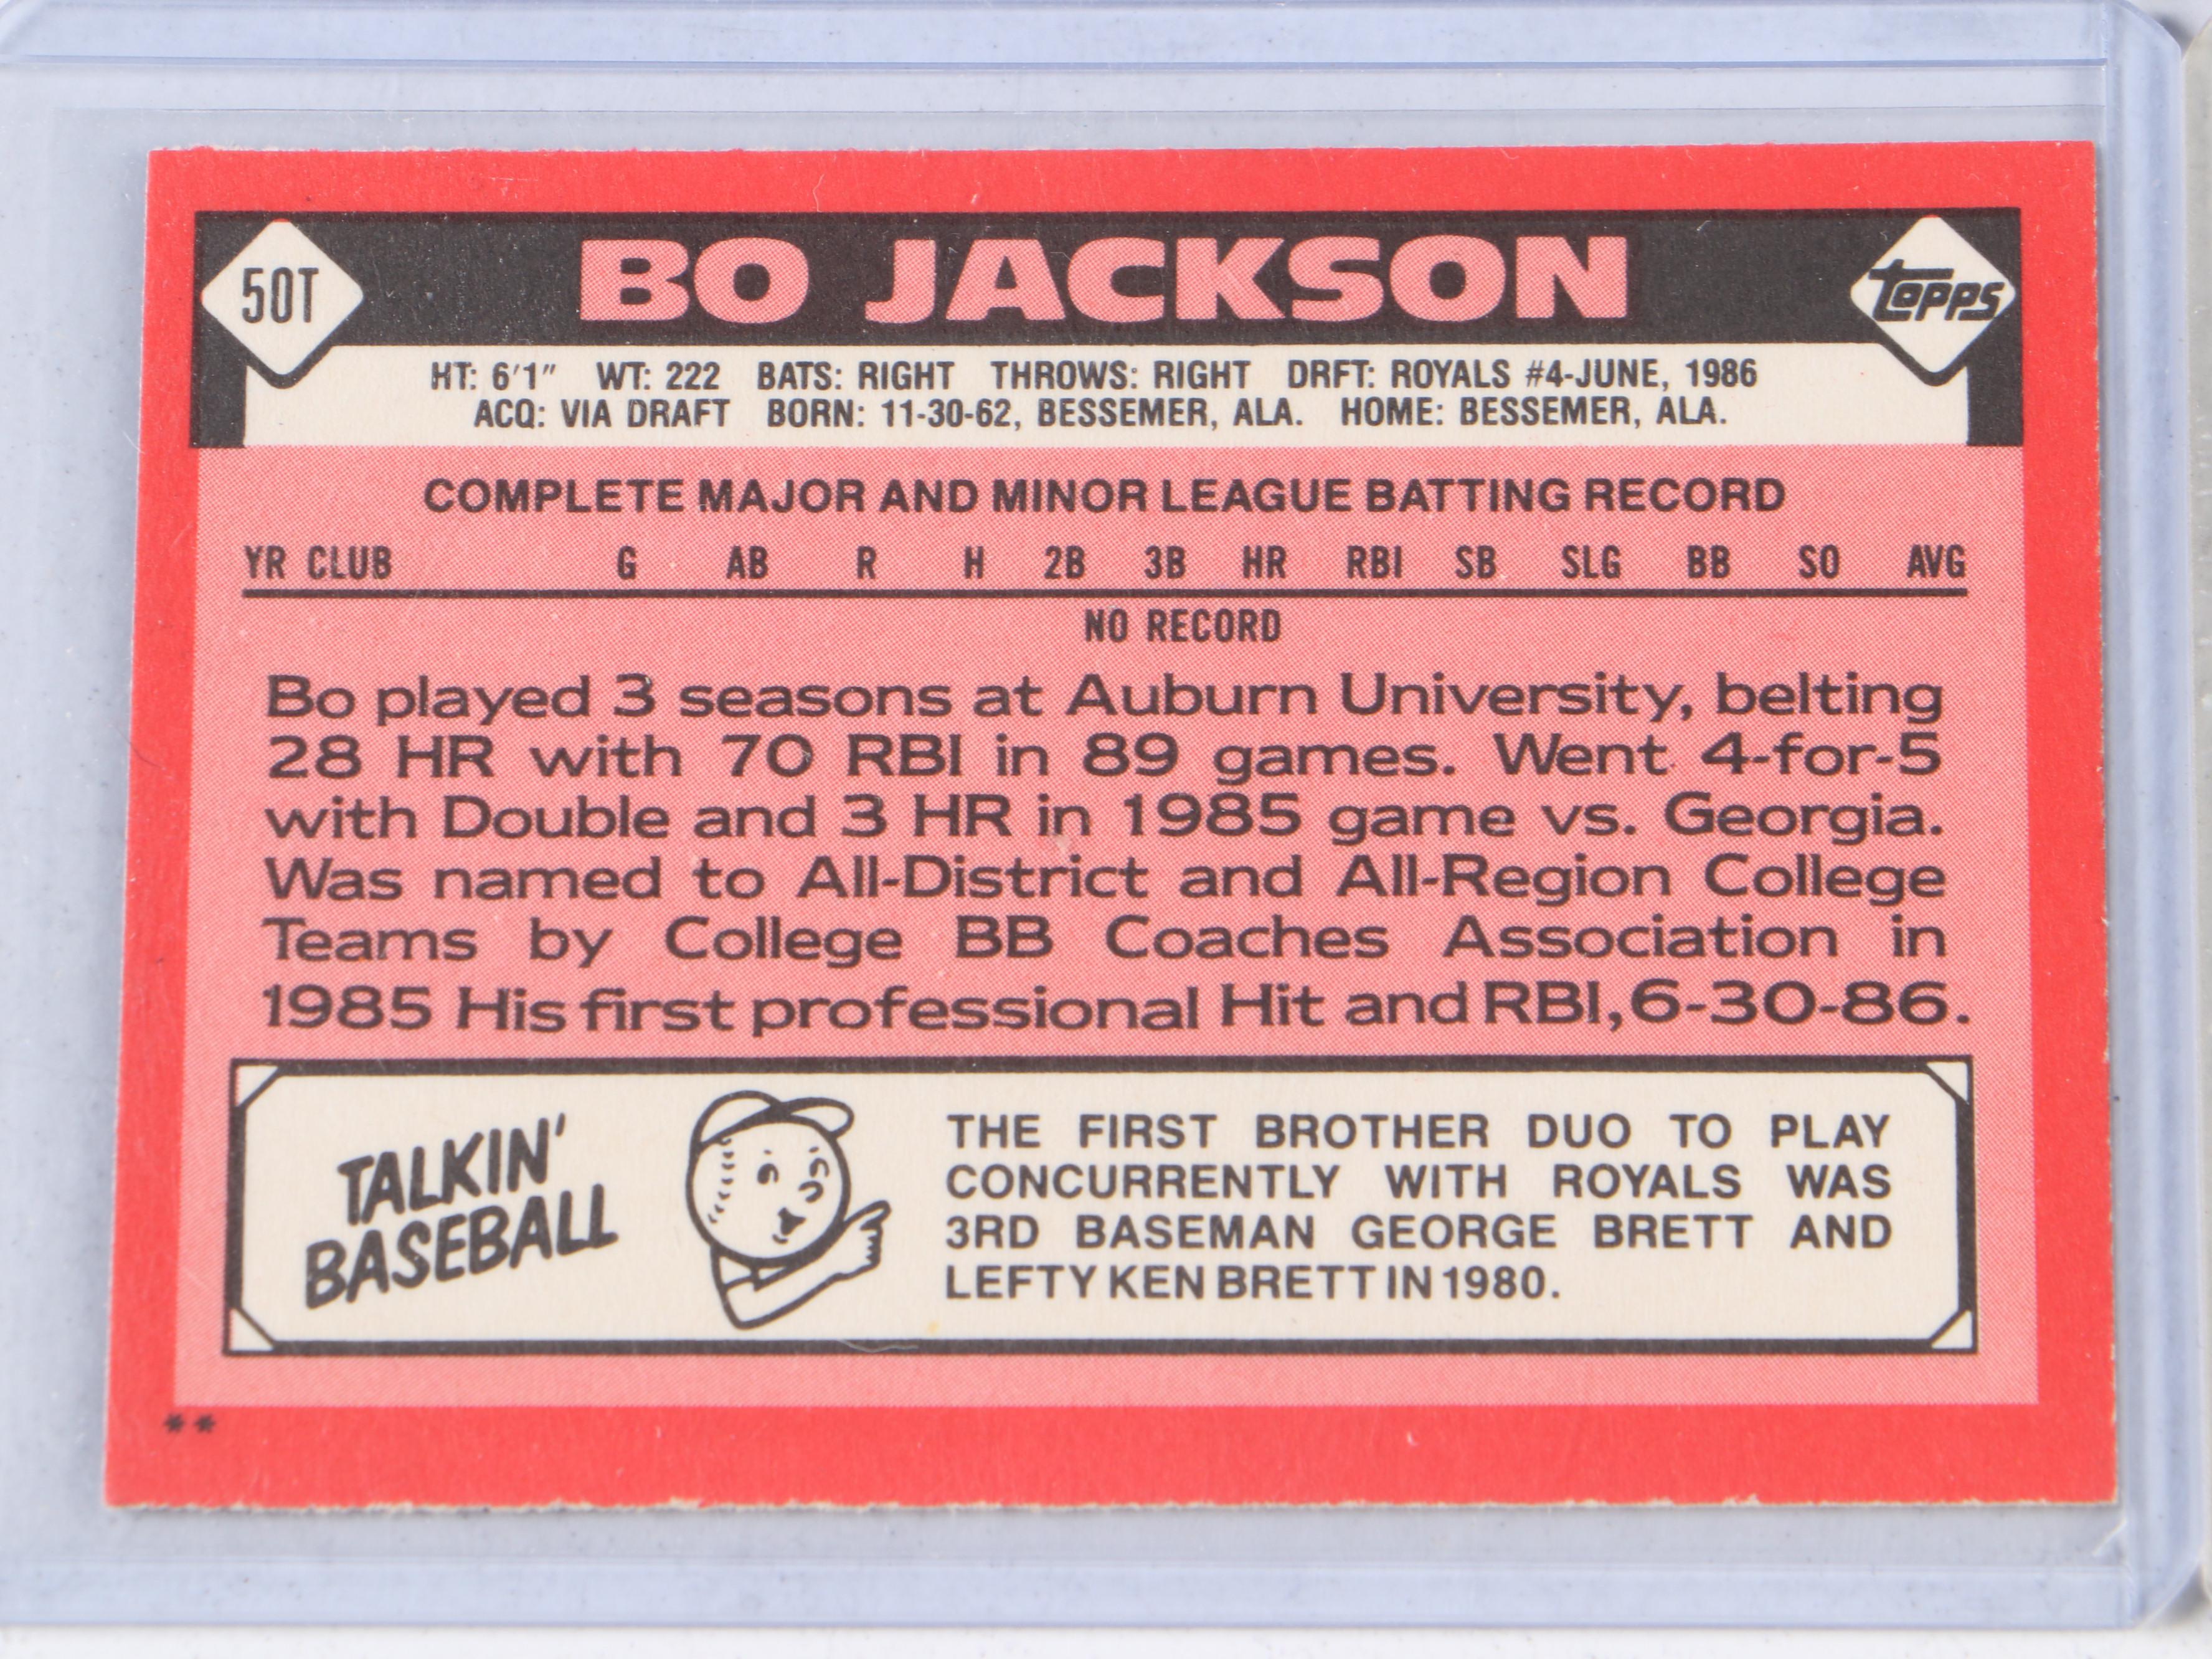 50T
BO JACKSON
TOPPS
HT: 6'1" WT: 222 BATS: RIGHT THROWS: RIGHT DRFT: ROYALS #4-JUNE, 1986
ACQ: VIA DRAFT BORN: 11-30-62, BESSEMER, ALA. HOME: BESSEMER, ALA.
COMPLETE MAJOR AND MINOR LEAGUE BATTING RECORD
YR CLUB G AB R H 2B 3B HR RBI SB SLG BB SO AVG
NO RECORD
Bo played 3 seasons at Auburn University, belting
28 HR with 70 RBI in 89 games. Went 4-for-5
with Double and 3 HR in 1985 game vs. Georgia.
Was named to All-District and All-Region College
Teams by College BB Coaches Association in
1985 His first professional Hit and RBI, 6-30-86.
TALKIN'
BASEBALL
THE FIRST BROTHER DUO TO PLAY
CONCURRENTLY WITH ROYALS WAS
3RD BASEMAN GEORGE BRETT AND
LEFTY KEN BRETT IN 1980.
**